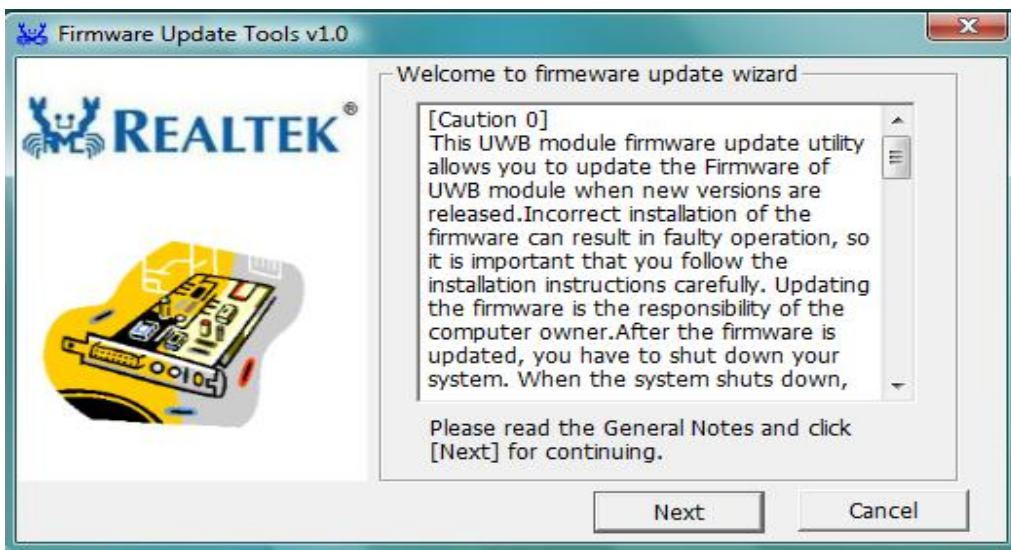 Firmware Update Tools v1.0
REALTEK®
Welcome to firmeware update wizard
[Caution 0]
This UWB module firmware update utility
allows you to update the Firmware of
UWB module when new versions are
released.Incorrect installation of the
firmware can result in faulty operation, so
it is important that you follow the
installation instructions carefully. Updating
the firmware is the responsibility of the
computer owner.After the firmware is
updated, you have to shut down your
system. When the system shuts down,
Please read the General Notes and click
[Next] for continuing.
Next
Cancel